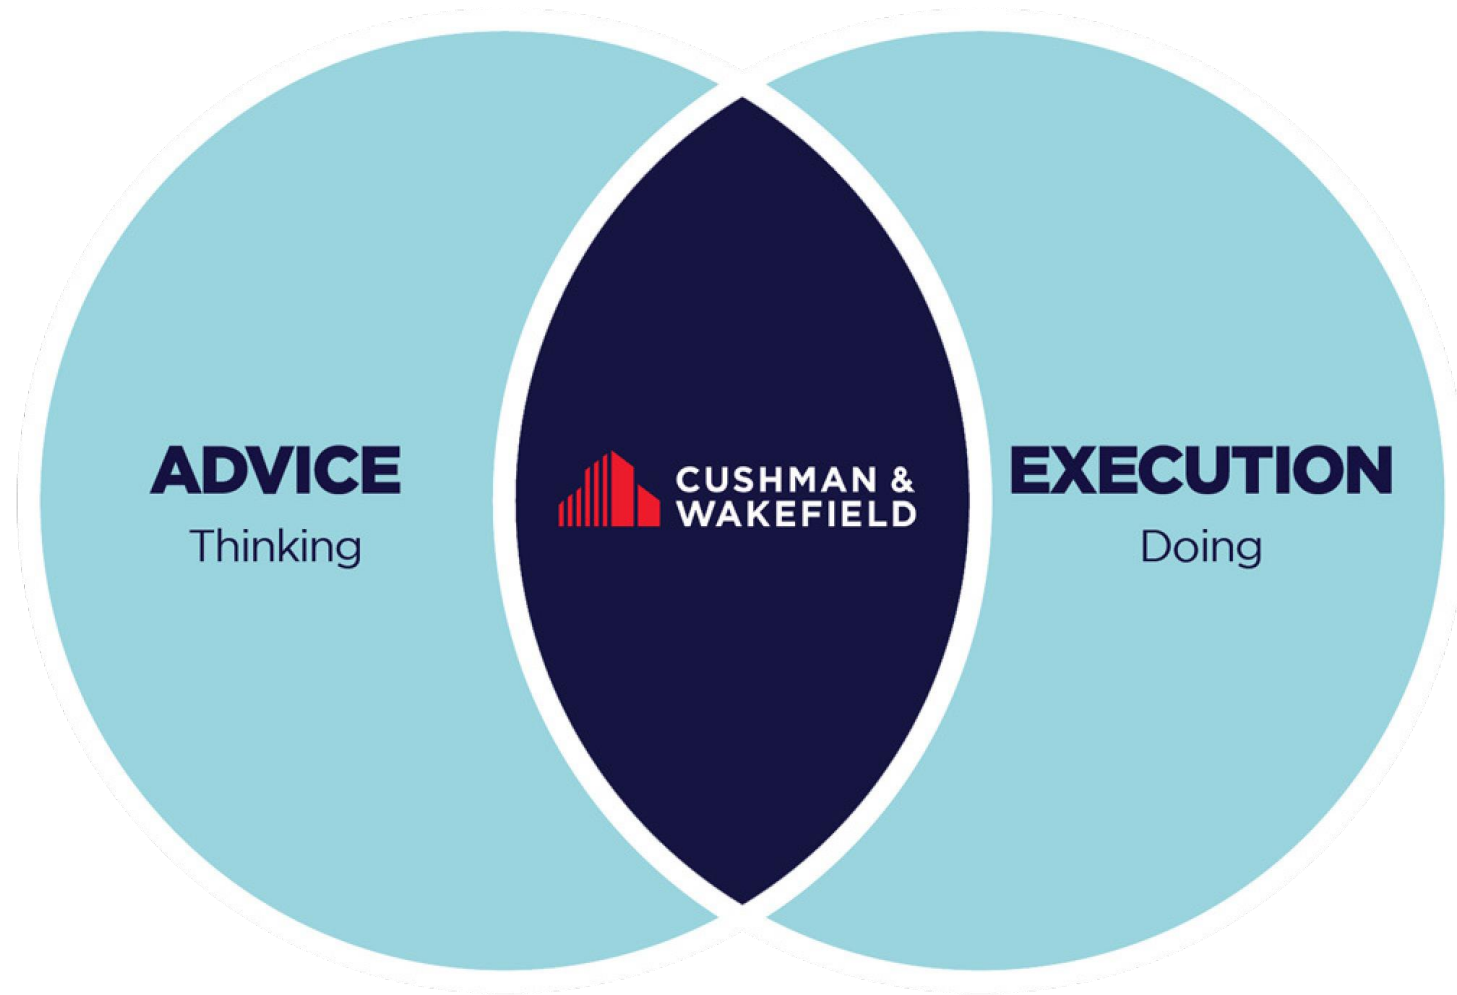 ADVICE
Thinking
CUSHMAN &
WAKEFIELD
EXECUTION
Doing